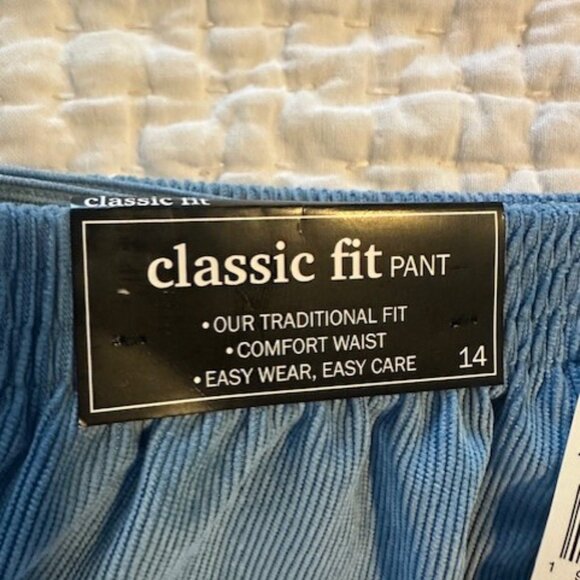 classic fit
classic fit PANT
•OUR TRADITIONAL FIT
•COMFORT WAIST
•EASY WEAR, EASY CARE
14